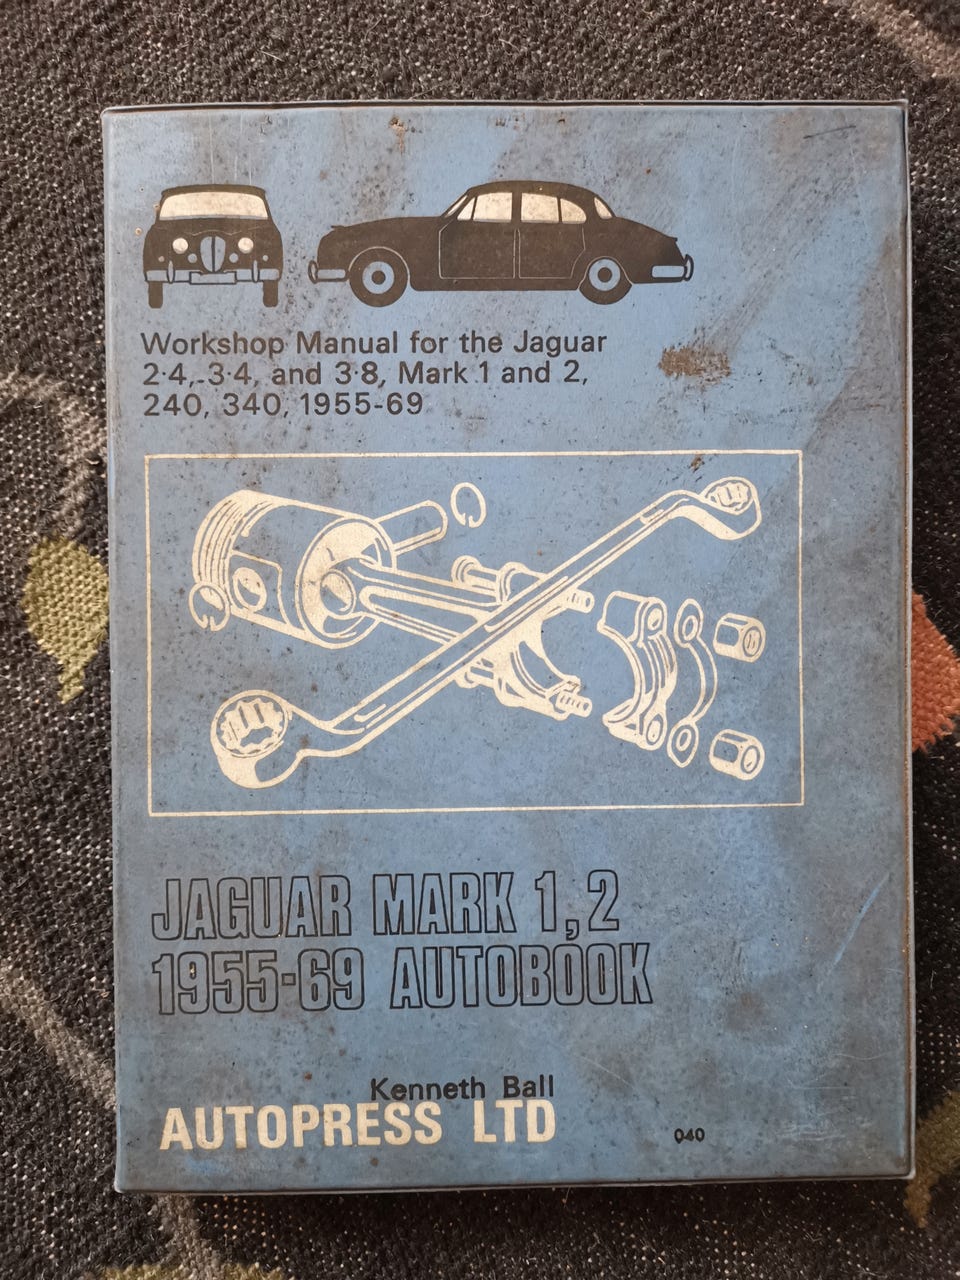 Workshop Manual for the Jaguar
2·4, 3·4, and 3·8, Mark 1 and 2,
240, 340, 1955-69
JAGUAR MARK 1,2
1955-69 AUTOBOOK
Kenneth Ball
AUTOPRESS LTD
040